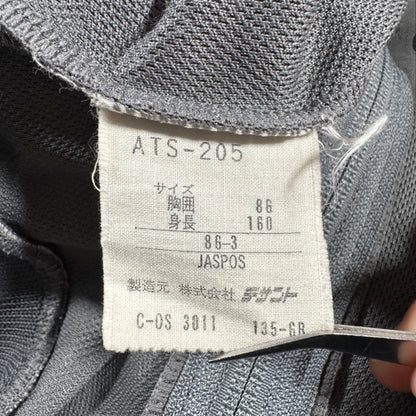 ATS-205
サイズ
胸囲 86
身長 160
86-3
JASPOS
製造元 株式会社 デサント
C-OS 3011 135-GR